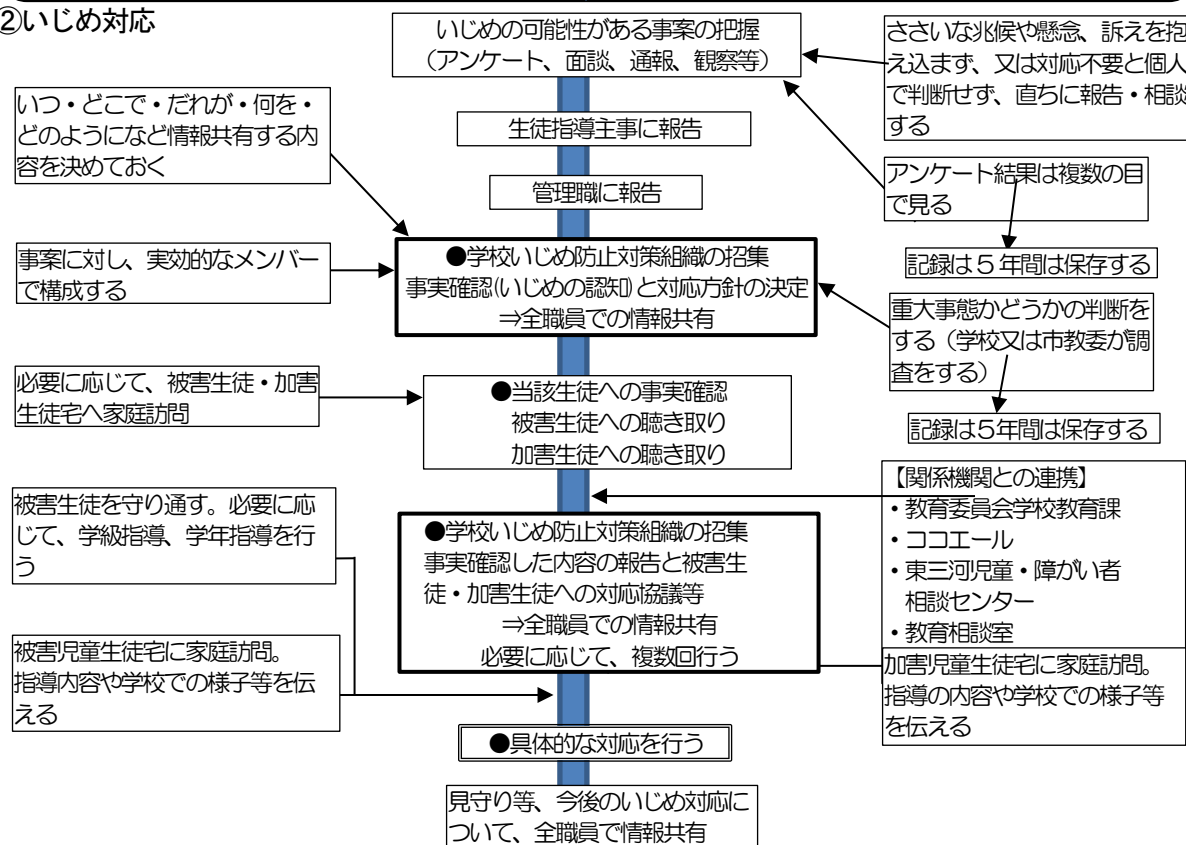 ②いじめ対応
いじめの可能性がある事案の把握
（アンケート、面談、通報、観察等）
ささいな兆候や懸念、訴えを抱
え込まず、又は対応不要と個人
で判断せず、直ちに報告・相談
する
いつ・どこで・だれが・何を・
どのようになど情報共有する内
容を決めておく
生徒指導主事に報告
アンケート結果は複数の目
で見る
管理職に報告
記録は５年間は保存する
事案に対し、実効的なメンバー
で構成する
●学校いじめ防止対策組織の招集
事実確認(いじめの認知)と対応方針の決定
⇒全職員での情報共有
重大事態かどうかの判断を
する（学校又は市教委が調
査をする）
必要に応じて、被害生徒・加害
生徒宅へ家庭訪問
●当該生徒への事実確認
被害生徒への聴き取り
加害生徒への聴き取り
記録は５年間は保存する
【関係機関との連携】
・教育委員会学校教育課
・ココエール
・東三河児童・障がい者
相談センター
・教育相談室
被害生徒を守り通す。必要に応
じて、学級指導、学年指導を行
う
●学校いじめ防止対策組織の招集
事実確認した内容の報告と被害生
徒・加害生徒への対応協議等
⇒全職員での情報共有
必要に応じて、複数回行う
被害児童生徒宅に家庭訪問。
指導内容や学校での様子等を伝
える
加害児童生徒宅に家庭訪問。
指導の内容や学校での様子等
を伝える
●具体的な対応を行う
見守り等、今後のいじめ対応に
ついて、全職員で情報共有